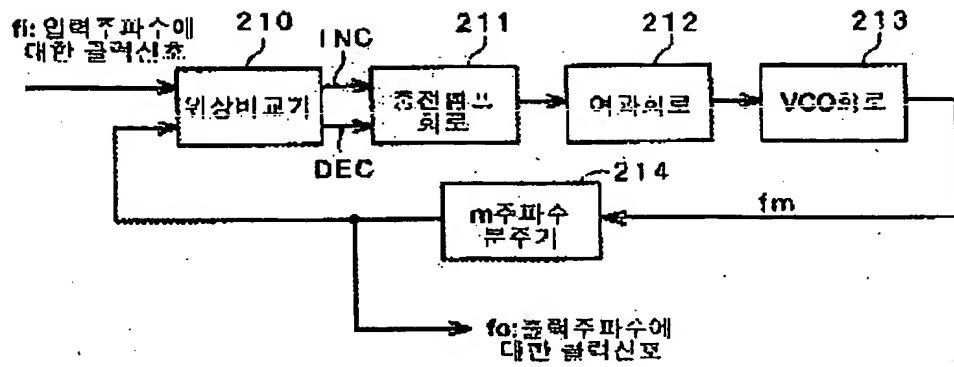 fi: 입력주파수에
대한 클럭신호
210
INC
211
212
213
위상비교기
충전펌프
회로
여과회로
VCO회로
DEC
214
m주파수
분주기
fm
fo:출력주파수에
대한 클럭신호